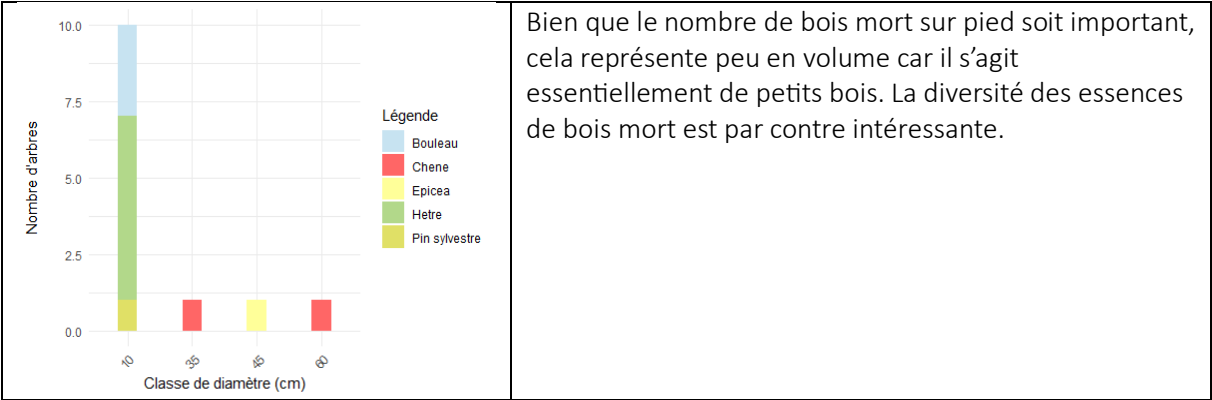 10.0
7.5
5.0
2.5
0.0
Nombre d'arbres
10
35
45
60
Classe de diamètre (cm)
Légende
Bouleau
Chene
Epicea
Hetre
Pin sylvestre
Bien que le nombre de bois mort sur pied soit important,
cela représente peu en volume car il s’agit
essentiellement de petits bois. La diversité des essences
de bois mort est par contre intéressante.